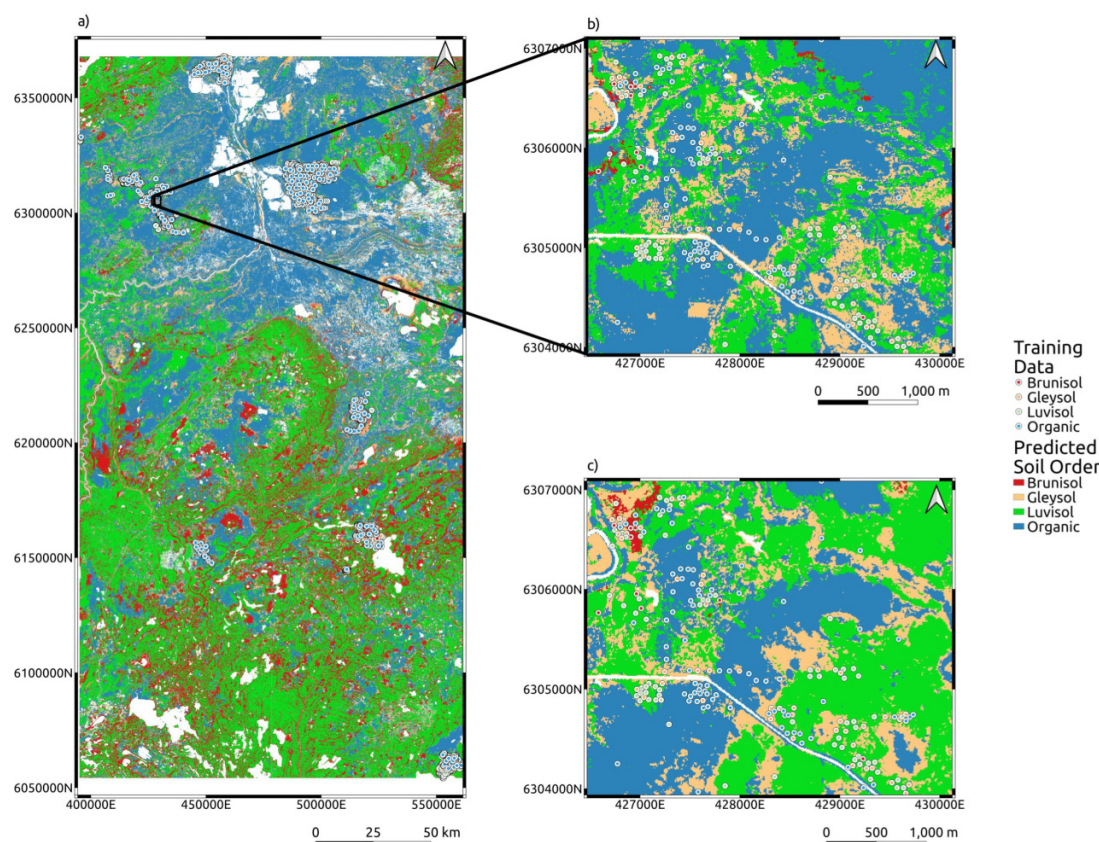 a)
6350000N
6300000N
6250000N
6200000N
6150000N
6100000N
6050000N
400000E 450000E 500000E 550000E
0 25 50 km
b)
6307000N
6306000N
6305000N
6304000N
427000E 428000E 429000E 430000E
0 500 1,000 m
Training
Data
Brunisol
Gleysol
Luvisol
Organic
Predicted
Soil Order
Brunisol
Gleysol
Luvisol
Organic
c)
6307000N
6306000N
6305000N
6304000N
427000E 428000E 429000E 430000E
0 500 1,000 m